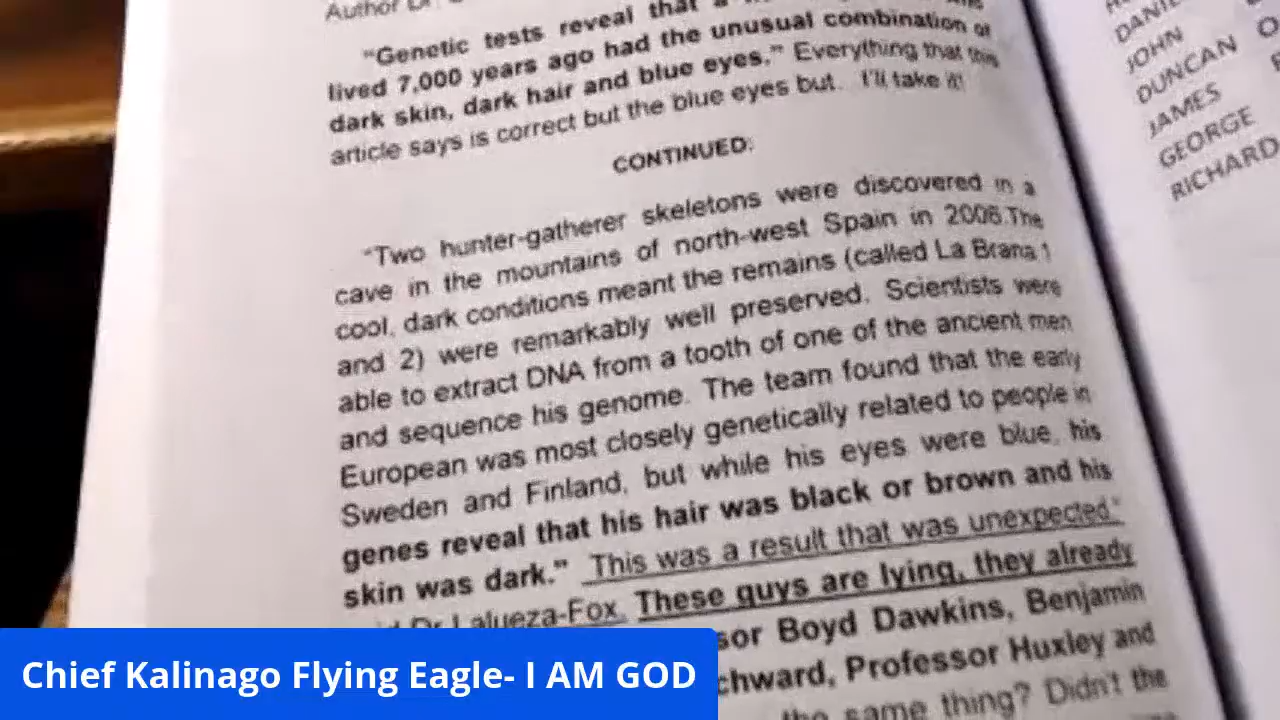 Author Dr.
"Genetic tests reveal that a
lived 7,000 years ago had the unusual combination of
dark skin, dark hair and blue eyes." Everything that this
article says is correct but the blue eyes but. I'll take it!
CONTINUED:
"Two hunter-gatherer skeletons were discovered in a
cave in the mountains of north-west Spain in 2006.The
cool, dark conditions meant the remains (called La Brana 1
and 2) were remarkably well preserved. Scientists were
able to extract DNA from a tooth of one of the ancient men
and sequence his genome. The team found that the early
European was most closely genetically related to people in
Sweden and Finland, but while his eyes were blue, his
genes reveal that his hair was black or brown and his
skin was dark." This was a result that was unexpected"
Dr Lalueza-Fox. These guys are lying, they already
Boyd Dawkins, Benjamin
Professor Huxley and
the same thing? Didn't the
JOHN
DUNCAN
JAMES
GEORGE
RICHARD
Chief Kalinago Flying Eagle- I AM GOD